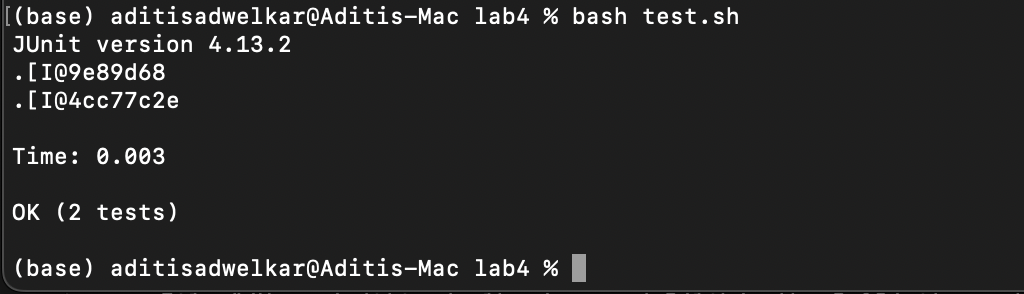 [(base) aditisadwelkar@Aditis-Mac lab4 % bash test.sh
JUnit version 4.13.2
.[I@9e89d68
.[I@4cc77c2e
Time: 0.003
OK (2 tests)
(base) aditisadwelkar@Aditis-Mac lab4 %